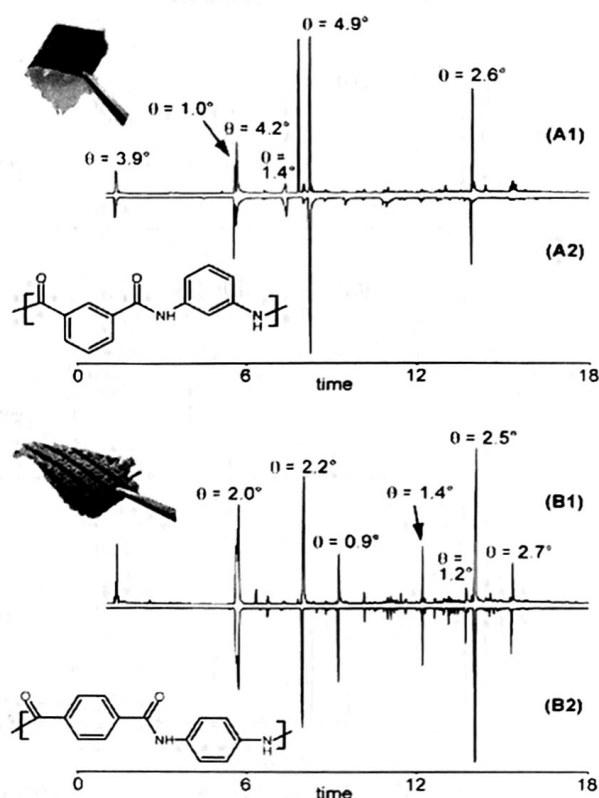 θ = 4.9°
θ = 2.6°
θ = 1.0°
θ = 4.2°
(A1)
θ = 3.9°
θ =
1.4°
(A2)
O
O
NH
N
H
0
6
12
18
time
θ = 2.5°
θ = 2.2°
θ = 2.0°
θ = 1.4°
(B1)
θ = 0.9°
θ =
1.2°
θ = 2.7°
O
O
(B2)
NH
N
H
0
6
12
18
time